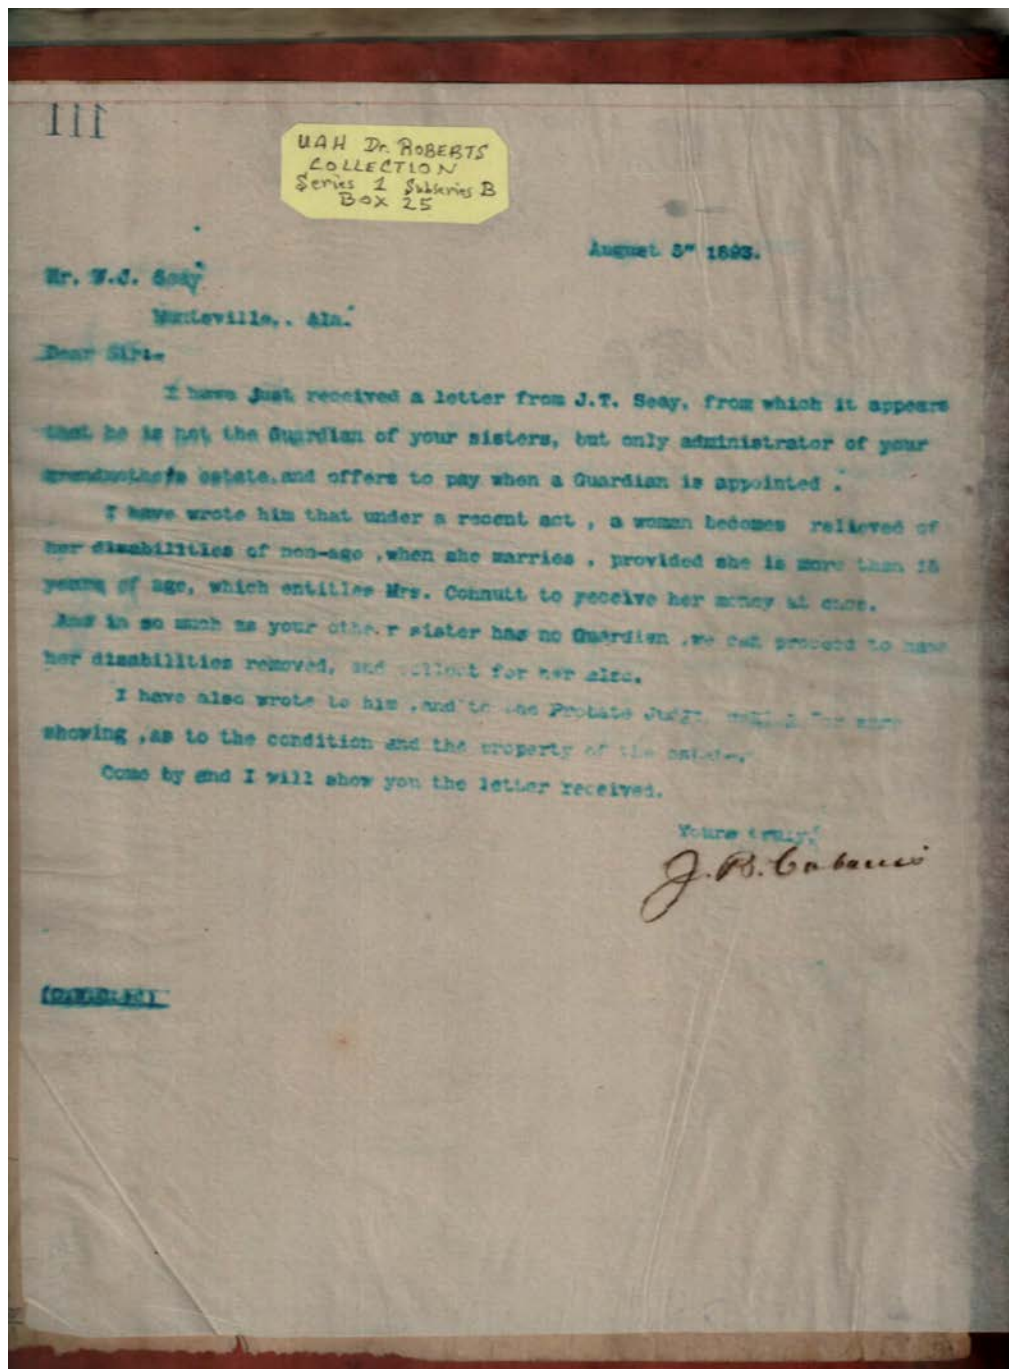 111
UAH Dr. ROBERTS
COLLECTION
Series 1 Subseries B
BOX 25
August 5" 1893.
Mr. W.J. Seay
Huntsville,. Ala.
Dear Sir:-
I have just received a letter from J.T. Seay, from which it appears
that he is not the Guardian of your sisters, but only administrator of your
grandmother's estate,and offers to pay when a Guardian is appointed .
I have wrote him that under a recent act , a woman becomes relieved of
her disabilities of non-age ,when she marries , provided she is more than 18
years of age, which entitles Mrs. Cohnutt to receive her money at once.
And in so much as your othe.r sister has no Guardian ,we can proceed to have
her disabilities removed, and collect for her also.
I have also wrote to him ,and to the Probate Judge, for
showing ,as to the condition and the property of the estate.
Come by and I will show you the letter received.
Yours truly,
J. B. Cabaniss